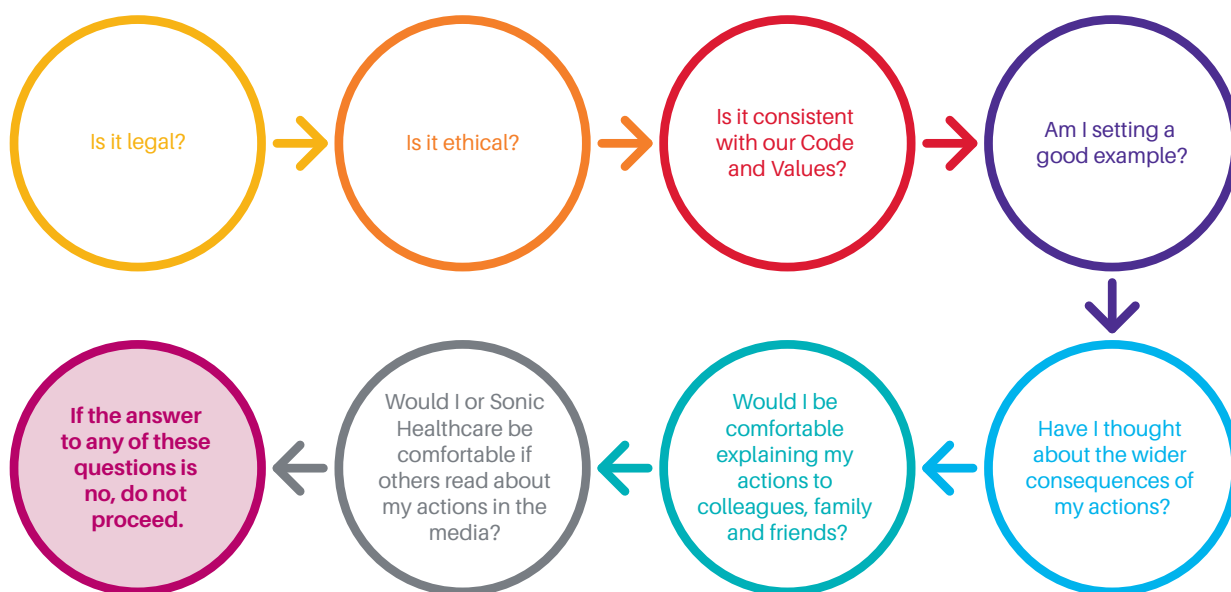 Is it legal?
Is it ethical?
Is it consistent
with our Code
and Values?
Am I setting a
good example?
Have I thought
about the wider
consequences of
my actions?
Would I be
comfortable
explaining my
actions to
colleagues, family
and friends?
Would I or Sonic
Healthcare be
comfortable if
others read about
my actions in the
media?
If the answer
to any of these
questions is
no, do not
proceed.